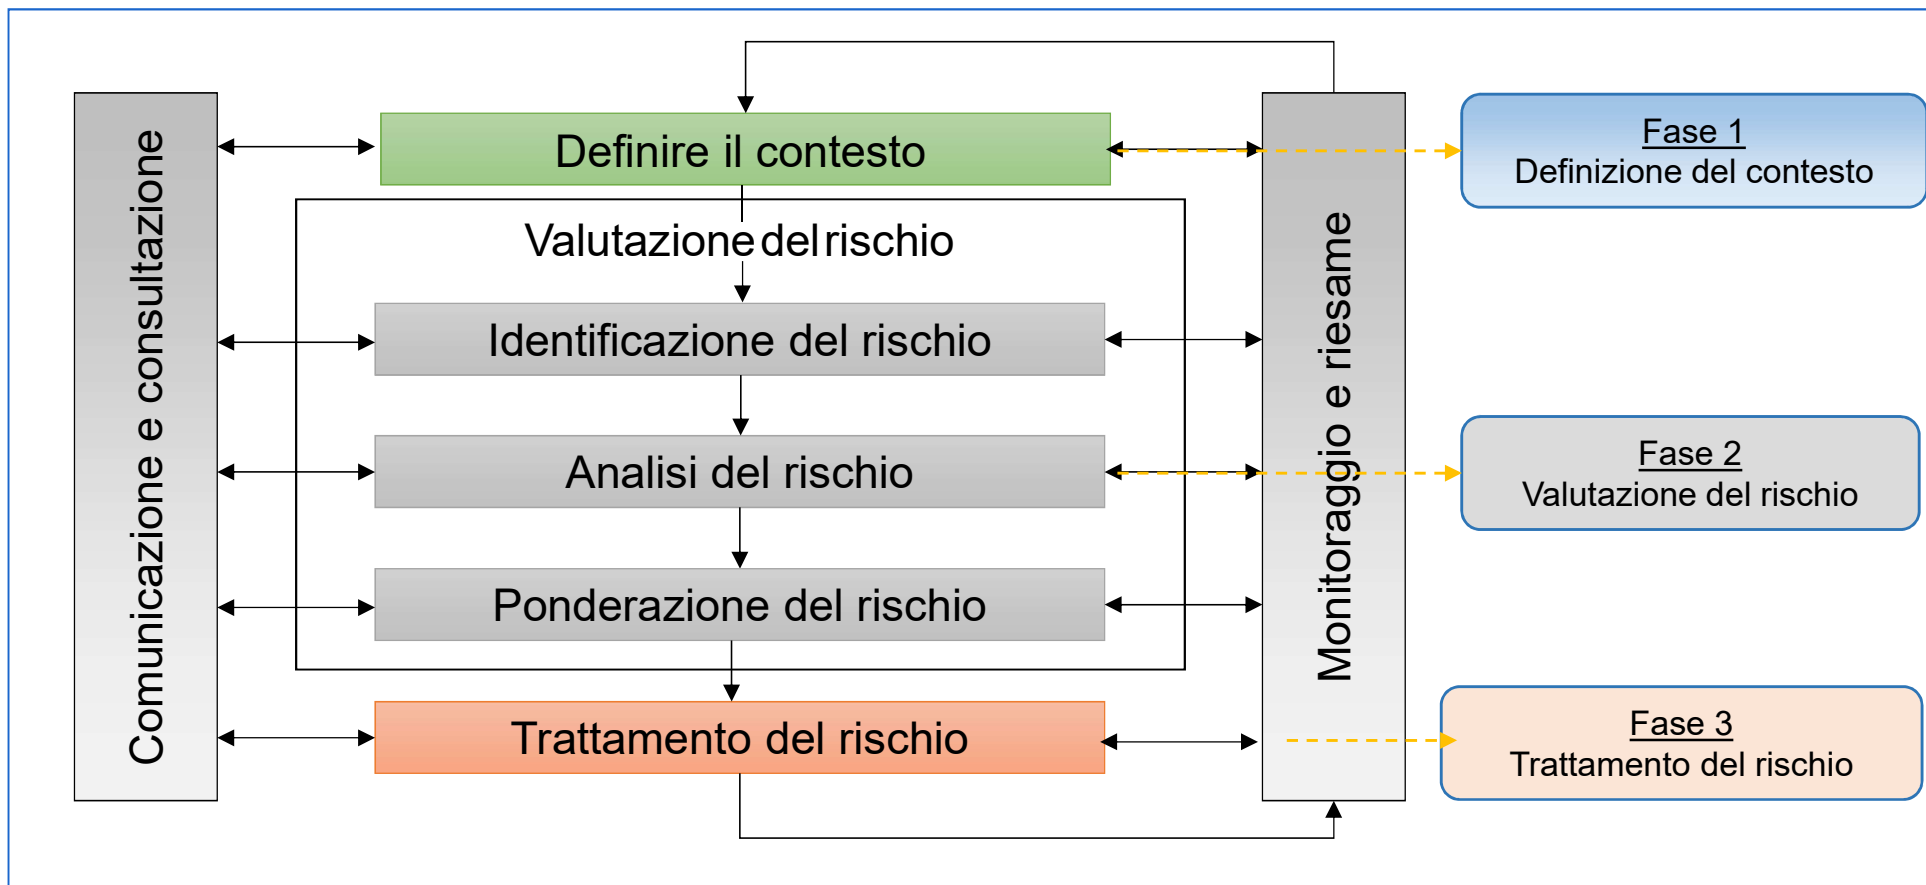 Comunicazione e consultazione
Definire il contesto
Valutazione del rischio
Identificazione del rischio
Analisi del rischio
Ponderazione del rischio
Trattamento del rischio
Monitoraggio e riesame
Fase 1
Definizione del contesto
Fase 2
Valutazione del rischio
Fase 3
Trattamento del rischio